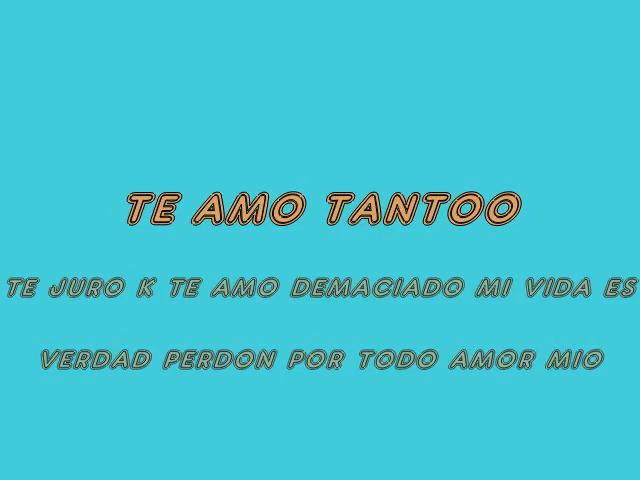 TE AMO TANTOO
TE JURO K TE AMO DEMACIADO MI VIDA ES
VERDAD PERDON POR TODO AMOR MIO